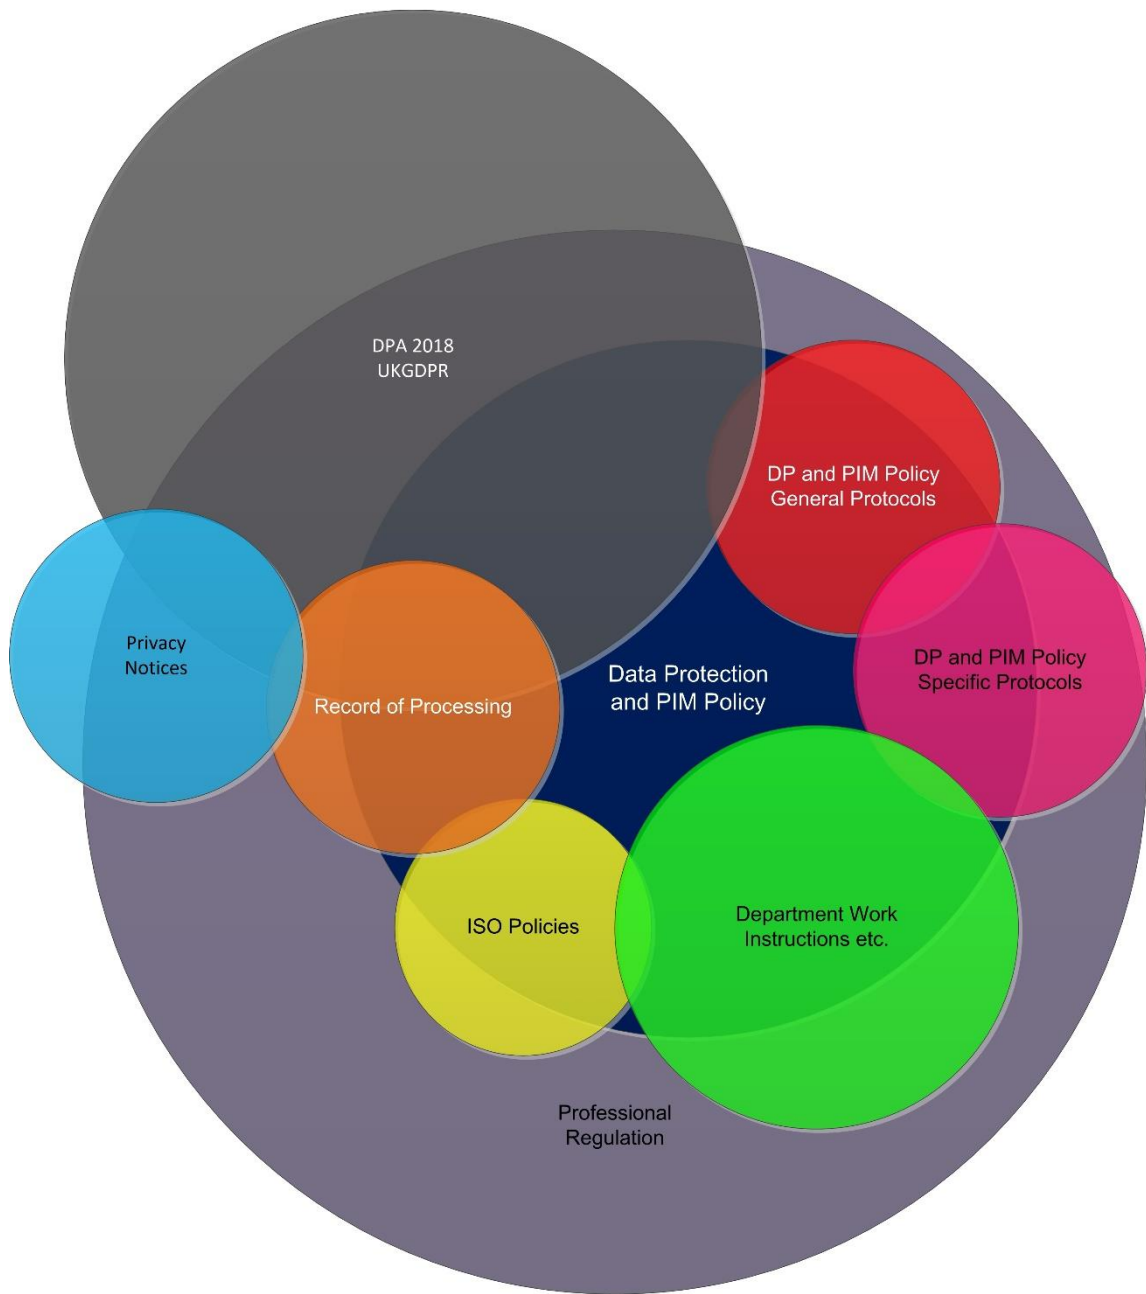 DPA 2018
UKGDPR
DP and PIM Policy
General Protocols
Privacy
Notices
Record of Processing
Data Protection
and PIM Policy
DP and PIM Policy
Specific Protocols
ISO Policies
Department Work
Instructions etc.
Professional
Regulation